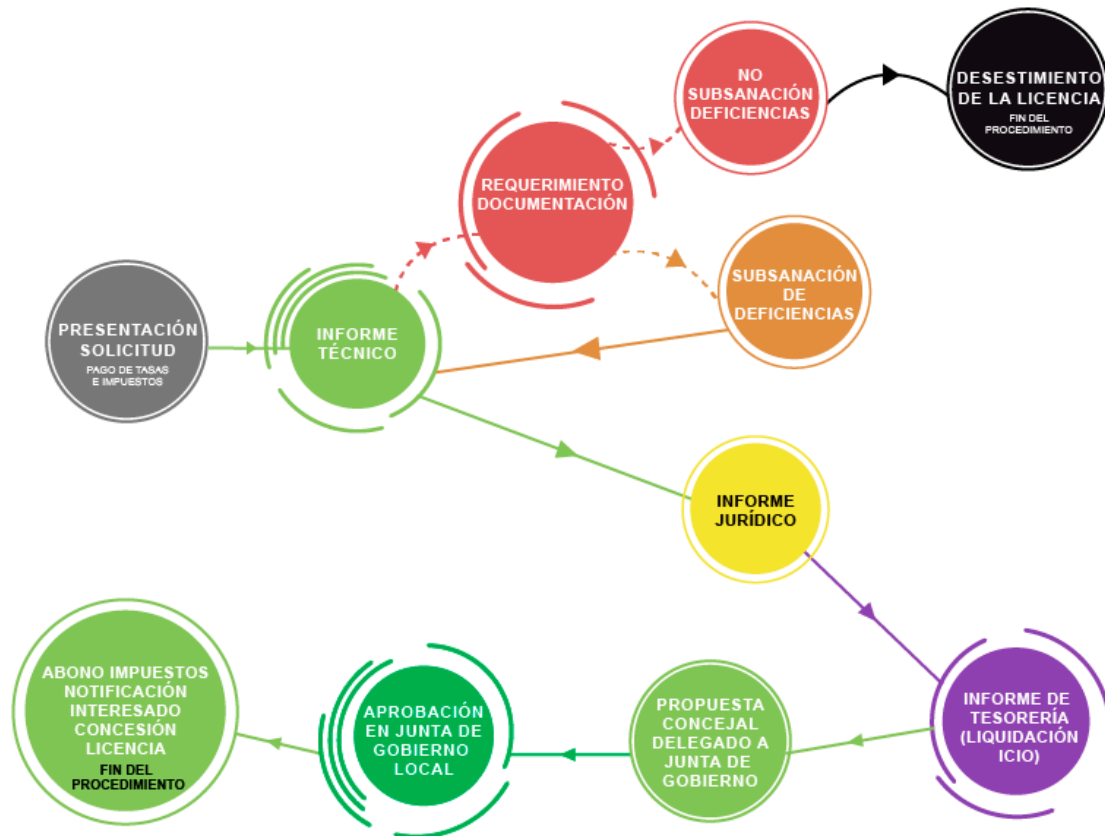 NO
SUBSANACIÓN
DEFICIENCIAS
DESESTIMIENTO
DE LA LICENCIA
FIN DEL
PROCEDIMIENTO
REQUERIMIENTO
DOCUMENTACIÓN
SUBSANACIÓN
DE
DEFICIENCIAS
PRESENTACIÓN
SOLICITUD
PAGO DE TASAS
E IMPUESTOS
INFORME
TÉCNICO
INFORME
JURÍDICO
INFORME DE
TESORERÍA
(LIQUIDACIÓN
ICIO)
PROPUESTA
CONCEJAL
DELEGADO A
JUNTA DE
GOBIERNO
APROBACIÓN
EN JUNTA DE
GOBIERNO
LOCAL
ABONO IMPUESTOS
NOTIFICACIÓN
INTERESADO
CONCESIÓN
LICENCIA
FIN DEL
PROCEDIMIENTO